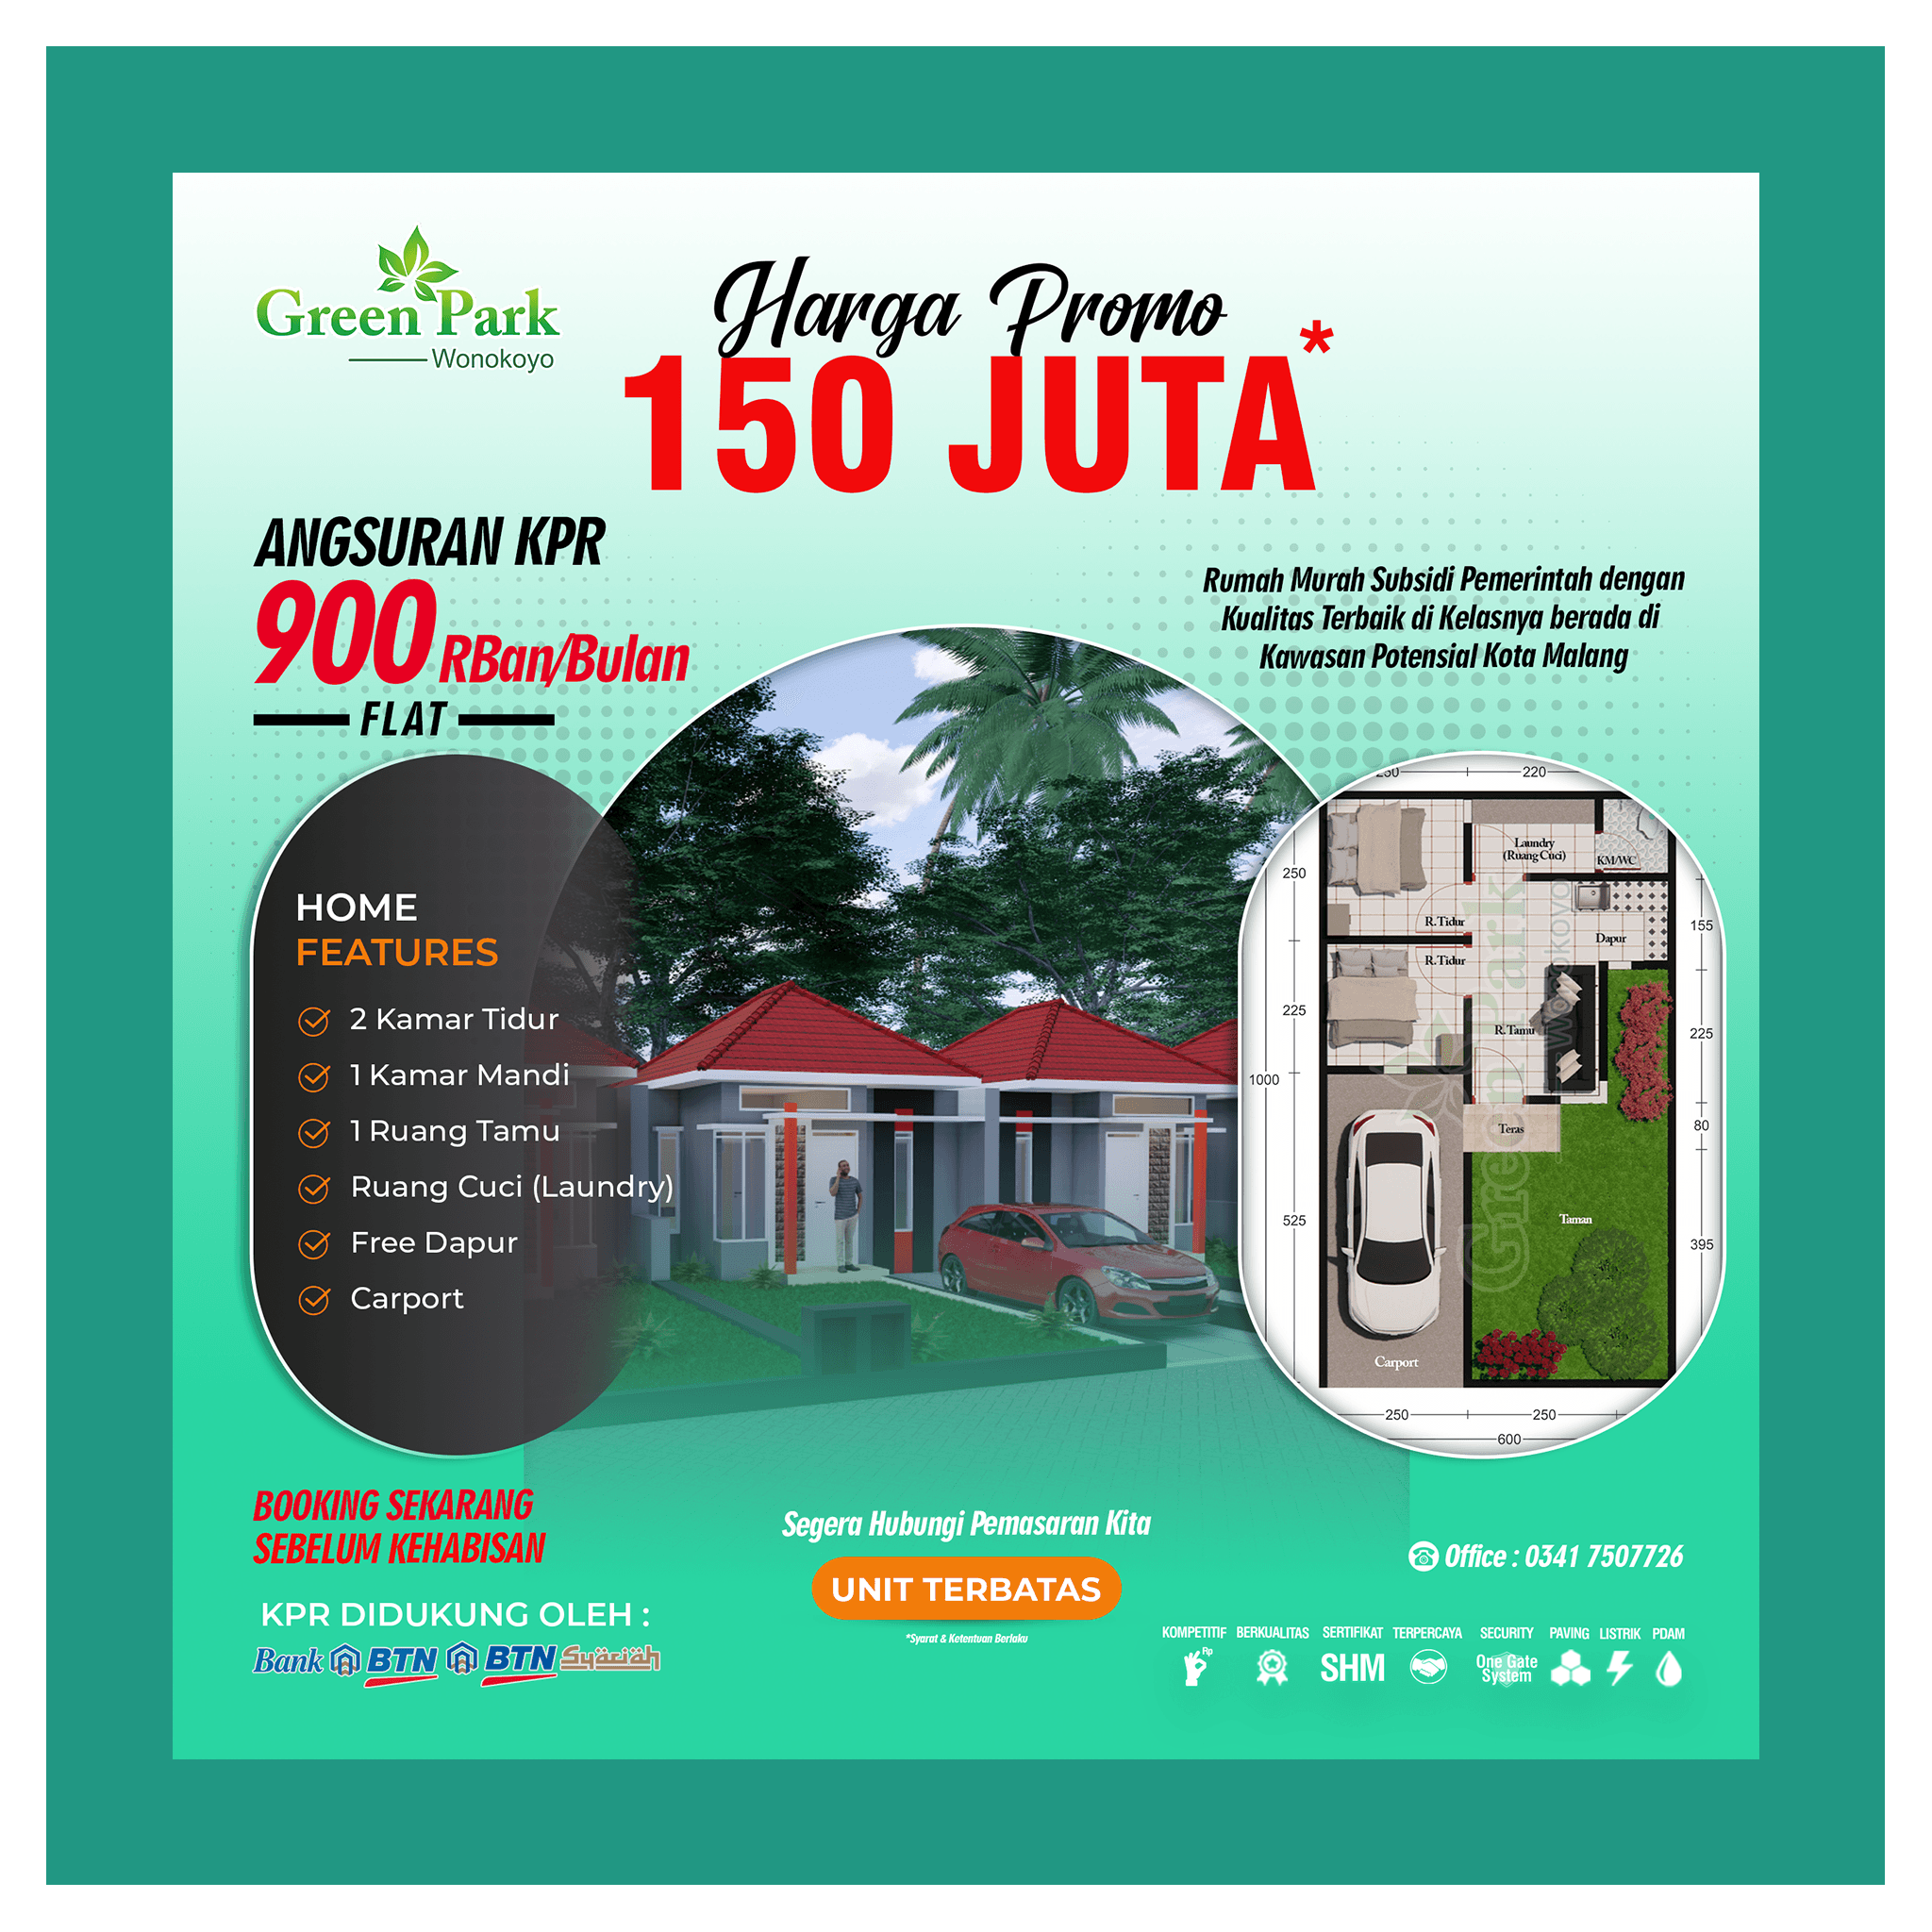 Green Park
Wonokoyo
Harga Promo
150 JUTA*
ANGSURAN KPR
900 RBan/Bulan
FLAT
Rumah Murah Subsidi Pemerintah dengan
Kualitas Terbaik di Kelasnya berada di
Kawasan Potensial Kota Malang
HOME
FEATURES
2 Kamar Tidur
1 Kamar Mandi
1 Ruang Tamu
Ruang Cuci (Laundry)
Free Dapur
Carport
220
Laundry
(Ruang Cuci)
KM/WC
250
R.Tidur
Dapur
155
R.Tidur
225
R.Tamu
225
1000
Teras
80
525
Taman
395
Carport
Green Park
Wonokoyo
250
250
600
BOOKING SEKARANG
SEBELUM KEHABISAN
KPR DIDUKUNG OLEH :
Bank BTN BTN Syariah
Segera Hubungi Pemasaran Kita
UNIT TERBATAS
*Syarat & Ketentuan Berlaku
Office : 0341 7507726
KOMPETITIF BERKUALITAS SERTIFIKAT TERPERCAYA SECURITY PAVING LISTRIK PDAM
Rp SHM One Gate
System